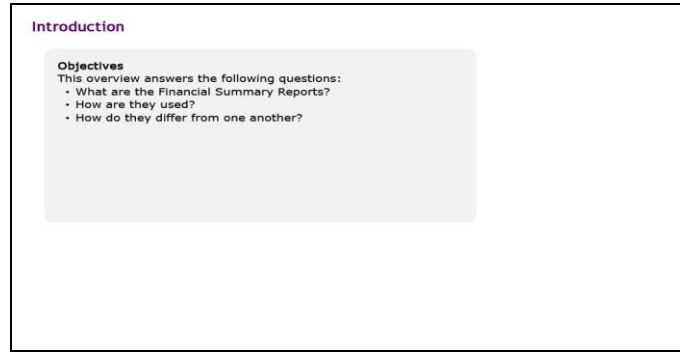 Introduction
Objectives
This overview answers the following questions:
• What are the Financial Summary Reports?
• How are they used?
• How do they differ from one another?